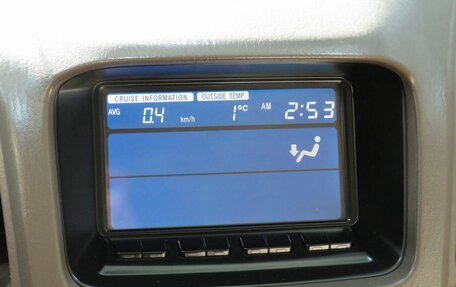 CRUISE INFORMATION OUTSIDE TEMP
AVG 0.4 km/h 1°C AM 2:53